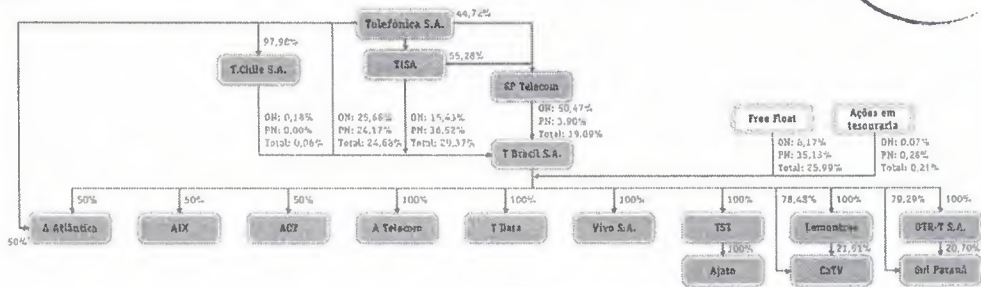 44,72%
Telefônica S.A.
97,98%
T.Chile S.A.
TISA
55,28%
SP Telecom
ON: 0,18%
PN: 0,00%
Total: 0,06%
ON: 25,68%
PN: 24,17%
Total: 24,68%
ON: 15,43%
PN: 36,52%
Total: 29,37%
ON: 50,47%
PN: 3,90%
Total: 19,09%
T Brasil S.A.
Free Float
Ações em
tesouraria
ON: 8,17%
PN: 35,13%
Total: 25,99%
ON: 0,07%
PN: 0,28%
Total: 0,21%
50% 50% 50% 100% 100% 100% 100% 78,48% 100% 79,29% 100%
50%
A Atlântica AIX ACT A Telecom T Data Vivo S.A. TST Lemontree GTR-T S.A.
100% 21,51% 20,70%
Ajato CaTV Sul Paraná